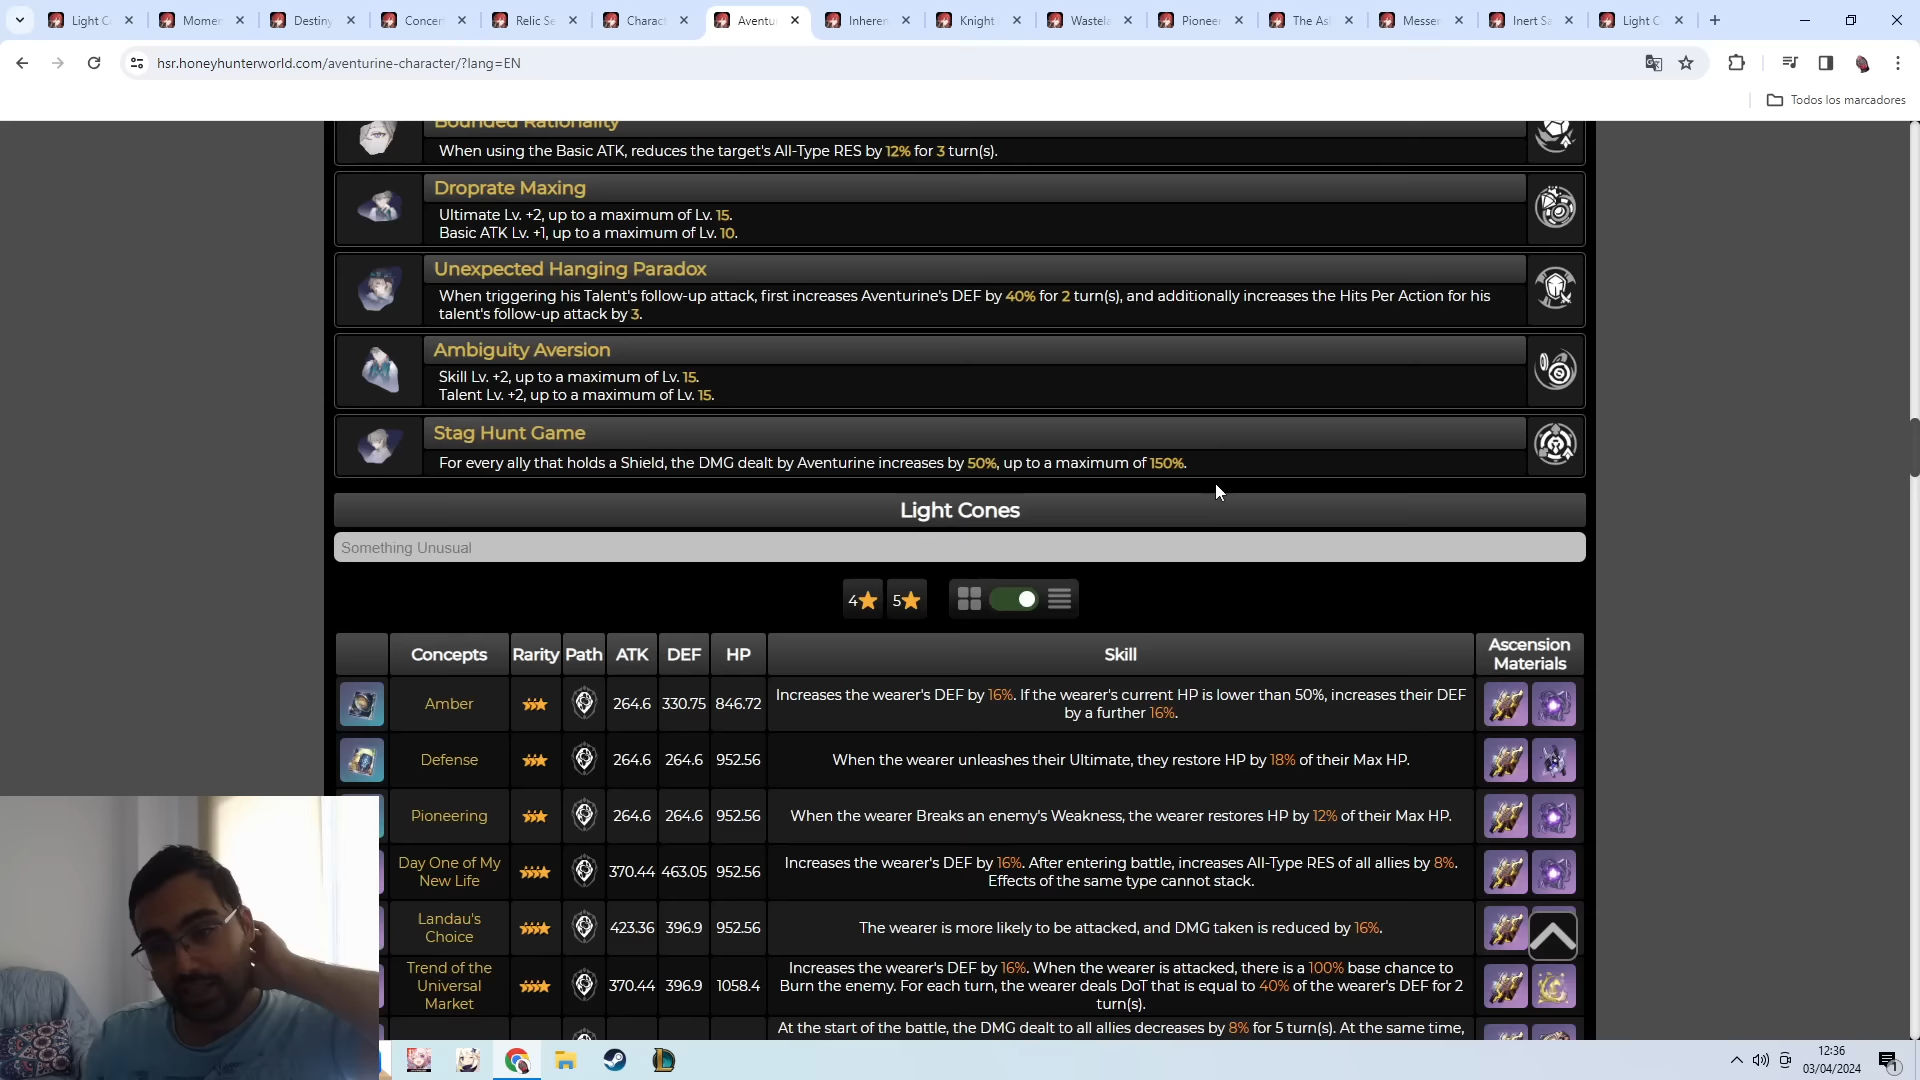 Light C
Momen
Destiny
Concer
Relic Se
Charact
Aventu
Inheren
Knight
Wastela
Pioneer
The Asl
Messen
Inert Sa
Light C
hsr.honeyhunterworld.com/aventurine-character/?lang=EN
Todos los marcadores
Bounded Rationality
When using the Basic ATK, reduces the target's All-Type RES by 12% for 3 turn(s).
Droprate Maxing
Ultimate Lv. +2, up to a maximum of Lv. 15.
Basic ATK Lv. +1, up to a maximum of Lv. 10.
Unexpected Hanging Paradox
When triggering his Talent's follow-up attack, first increases Aventurine's DEF by 40% for 2 turn(s), and additionally increases the Hits Per Action for his
talent's follow-up attack by 3.
Ambiguity Aversion
Skill Lv. +2, up to a maximum of Lv. 15.
Talent Lv. +2, up to a maximum of Lv. 15.
Stag Hunt Game
For every ally that holds a Shield, the DMG dealt by Aventurine increases by 50%, up to a maximum of 150%.
Light Cones
Something Unusual
4 5
Concepts Rarity Path ATK DEF HP Skill Ascension
Materials
Amber 264.6 330.75 846.72 Increases the wearer's DEF by 16%. If the wearer's current HP is lower than 50%, increases their DEF
by a further 16%.
Defense 264.6 264.6 952.56 When the wearer unleashes their Ultimate, they restore HP by 18% of their Max HP.
Pioneering 264.6 264.6 952.56 When the wearer Breaks an enemy's Weakness, the wearer restores HP by 12% of their Max HP.
Day One of My
New Life 370.44 463.05 952.56 Increases the wearer's DEF by 16%. After entering battle, increases All-Type RES of all allies by 8%.
Effects of the same type cannot stack.
Landau's
Choice 423.36 396.9 952.56 The wearer is more likely to be attacked, and DMG taken is reduced by 16%.
Trend of the
Universal
Market 370.44 396.9 1058.4 Increases the wearer's DEF by 16%. When the wearer is attacked, there is a 100% base chance to
Burn the enemy. For each turn, the wearer deals DoT that is equal to 40% of the wearer's DEF for 2
turn(s).
At the start of the battle, the DMG dealt to all allies decreases by 8% for 5 turn(s). At the same time,
12:36
03/04/2024
1